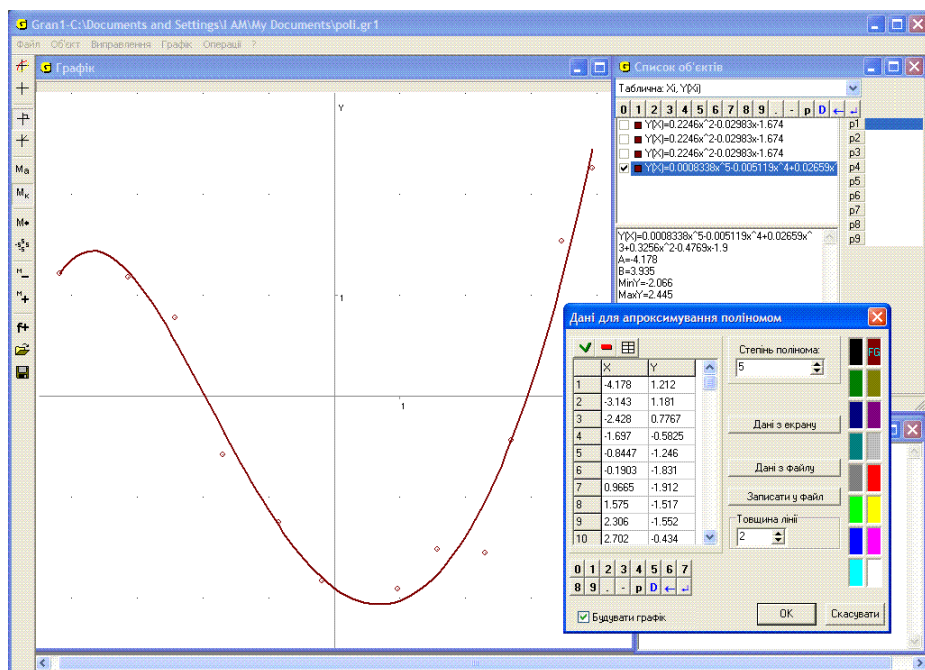 Gran1-C:\Documents and Settings\I AM\My Documents\poli.gr1
Файл Об'єкт Виправлення Графік Операції ?
Графік
Y
1
1
Ma
Мк
M*
f+
Список об'єктів
Таблична: Xi, Y(Xi)
0 1 2 3 4 5 6 7 8 9 . - p D ← ↵
Y(X)=0.2246x^2-0.02983x-1.674
Y(X)=0.2246x^2-0.02983x-1.674
Y(X)=0.2246x^2-0.02983x-1.674
Y(X)=0.0008338x^5-0.005119x^4+0.02659x^
p1
p2
p3
p4
p5
p6
p7
p8
p9
Y(X)=0.0008338x^5-0.005119x^4+0.02659x^
3+0.3256x^2-0.4769x-1.9
A=-4.178
B=3.935
MinY=-2.066
MaxY=2.445
Дані для апроксимування поліномом
X Y
1 -4.178 1.212
2 -3.143 1.181
3 -2.428 0.7767
4 -1.697 -0.5825
5 -0.8447 -1.246
6 -0.1903 -1.831
7 0.9665 -1.912
8 1.575 -1.517
9 2.306 -1.552
10 2.702 -0.434
Степінь полінома:
5
Дані з екрану
Дані з файлу
Записати у файл
Товщина лінії
2
FG
0 1 2 3 4 5 6 7
8 9 . - p D ← ↵
Будувати графік
OK
Скасувати